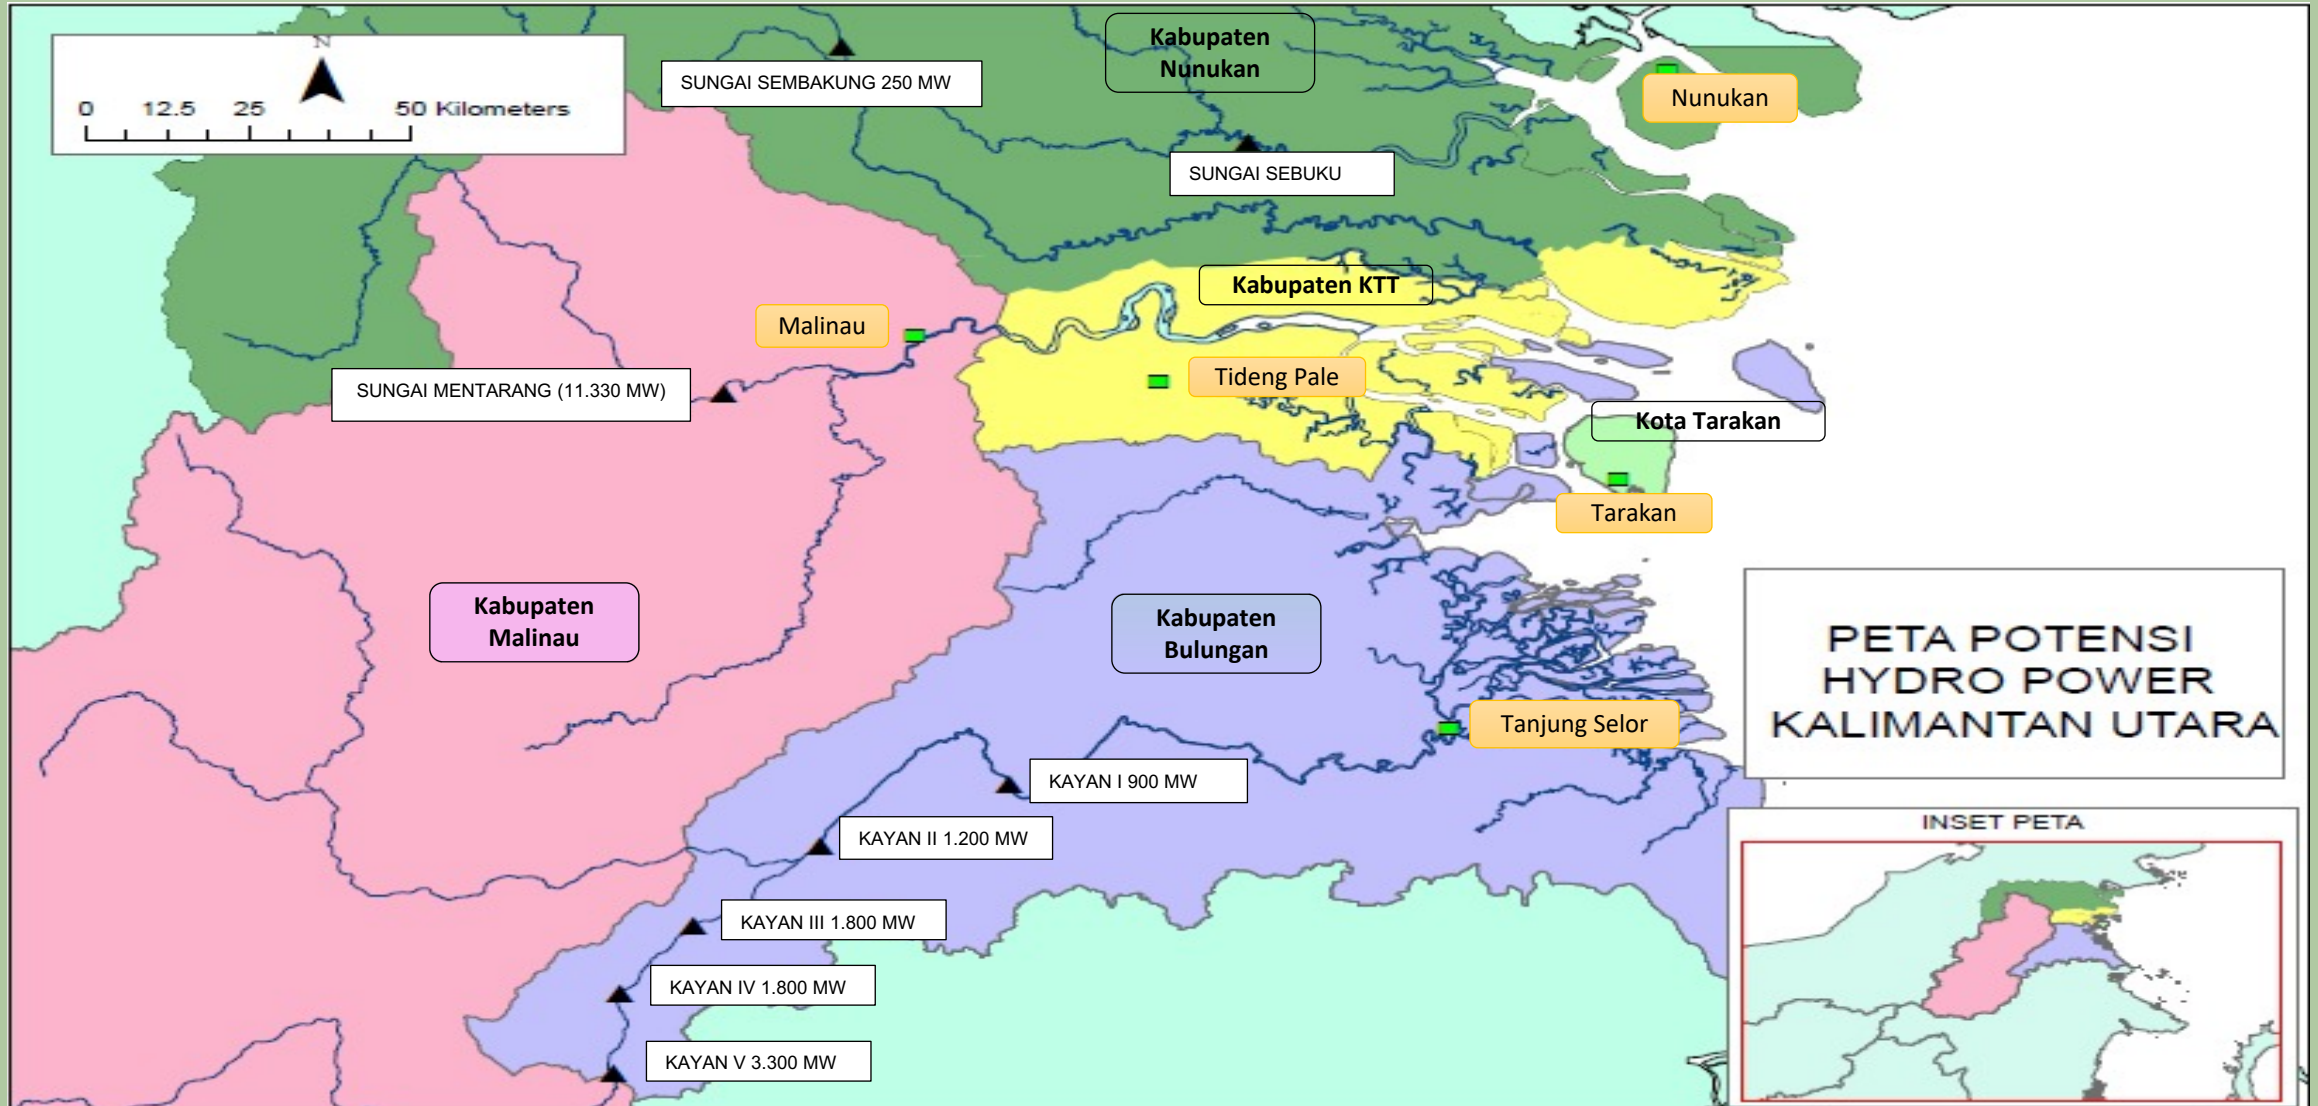 N
0 12.5 25 50 Kilometers
SUNGAI SEMBAKUNG 250 MW
Kabupaten
Nunukan
Nunukan
SUNGAI SEBUKU
Kabupaten KTT
Malinau
Tideng Pale
SUNGAI MENTARANG (11.330 MW)
Kota Tarakan
Tarakan
Kabupaten
Malinau
Kabupaten
Bulungan
Tanjung Selor
KAYAN I 900 MW
KAYAN II 1.200 MW
KAYAN III 1.800 MW
KAYAN IV 1.800 MW
KAYAN V 3.300 MW
PETA POTENSI
HYDRO POWER
KALIMANTAN UTARA
INSET PETA